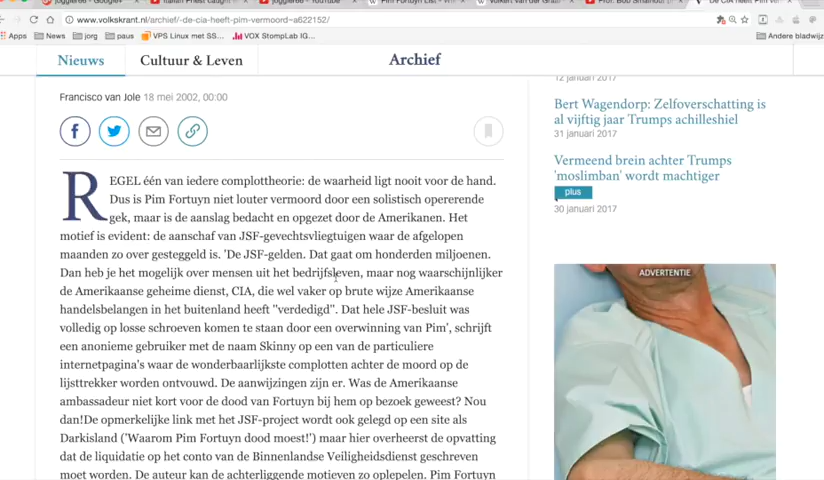 www.volkskrant.nl/archief/-de-cia-heeft-pim-vermoord~a622152/
Apps
News
jorg
paus
VPS Linux met SS...
VOX StompLab IG...
Andere bladwijz
Nieuws
Cultuur & Leven
Archief
Francisco van Jole 18 mei 2002, 00:00
REGEL één van iedere complottheorie: de waarheid ligt nooit voor de hand.
Dus is Pim Fortuyn niet louter vermoord door een solistisch opererende
gek, maar is de aanslag bedacht en opgezet door de Amerikanen. Het
motief is evident: de aanschaf van JSF-gevechtsvliegtuigen waar de afgelopen
maanden zo over gesteggeld is. 'De JSF-gelden. Dat gaat om honderden miljoenen.
Dan heb je het mogelijk over mensen uit het bedrijfsleven, maar nog waarschijnlijker
de Amerikaanse geheime dienst, CIA, die wel vaker op brute wijze Amerikaanse
handelsbelangen in het buitenland heeft "verdedigd". Dat hele JSF-besluit was
volledig op losse schroeven komen te staan door een overwinning van Pim', schrijft
een anonieme gebruiker met de naam Skinny op een van de particuliere
internetpagina's waar de wonderbaarlijkste complotten achter de moord op de
lijsttrekker worden ontvouwd. De aanwijzingen zijn er. Was de Amerikaanse
ambassadeur niet kort voor de dood van Fortuyn bij hem op bezoek geweest? Nou
dan!De opmerkelijke link met het JSF-project wordt ook gelegd op een site als
Darkisland ('Waarom Pim Fortuyn dood moest!') maar hier overheerst de opvatting
dat de liquidatie op het conto van de Binnenlandse Veiligheidsdienst geschreven
moet worden. De auteur kan de achterliggende motieven zo oplepelen. Pim Fortuyn
12 januari 2017
Bert Wagendorp: Zelfoverschatting is
al vijftig jaar Trumps achilleshiel
31 januari 2017
Vermeend brein achter Trumps
'moslimban' wordt machtiger
plus
30 januari 2017
ADVERTENTIE